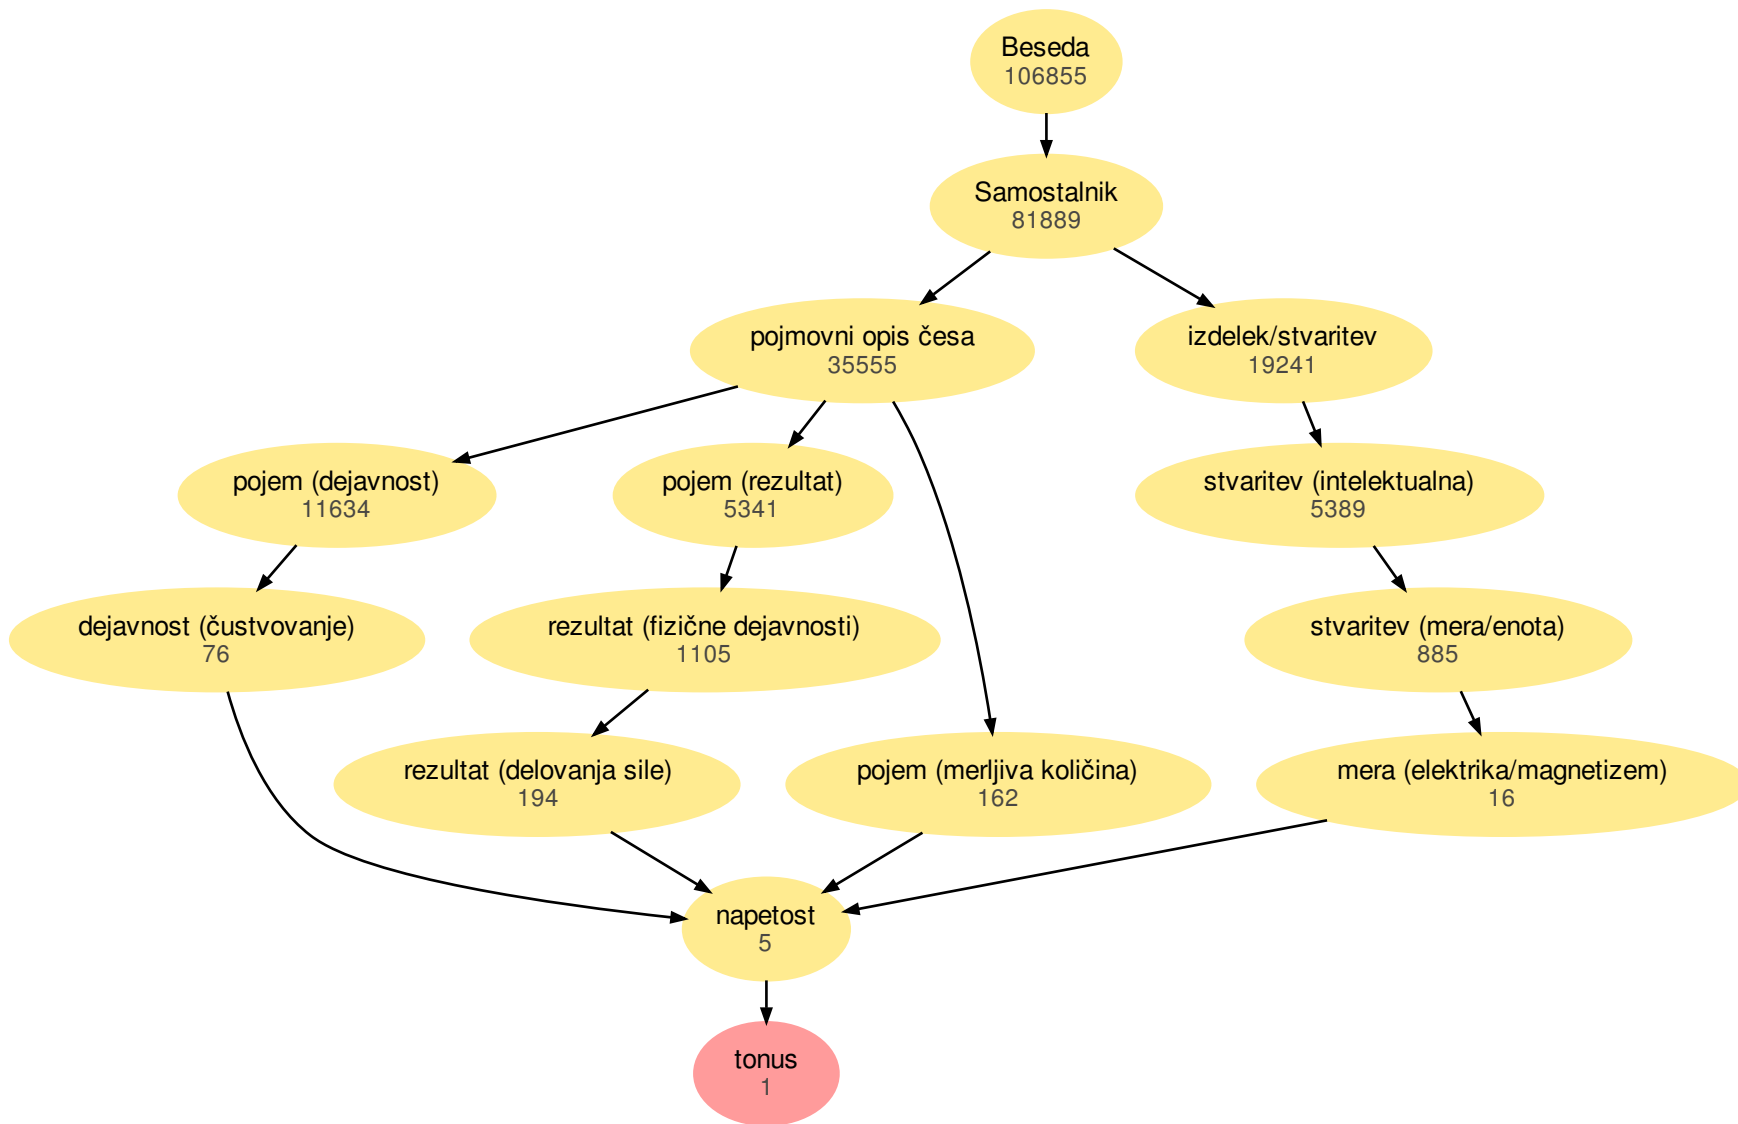 Beseda
106855
Samostalnik
81889
pojmovni opis česa
35555
izdelek/stvaritev
19241
pojem (dejavnost)
11634
pojem (rezultat)
5341
stvaritev (intelektualna)
5389
dejavnost (čustvovanje)
76
rezultat (fizične dejavnosti)
1105
stvaritev (mera/enota)
885
rezultat (delovanja sile)
194
pojem (merljiva količina)
162
mera (elektrika/magnetizem)
16
napetost
5
tonus
1